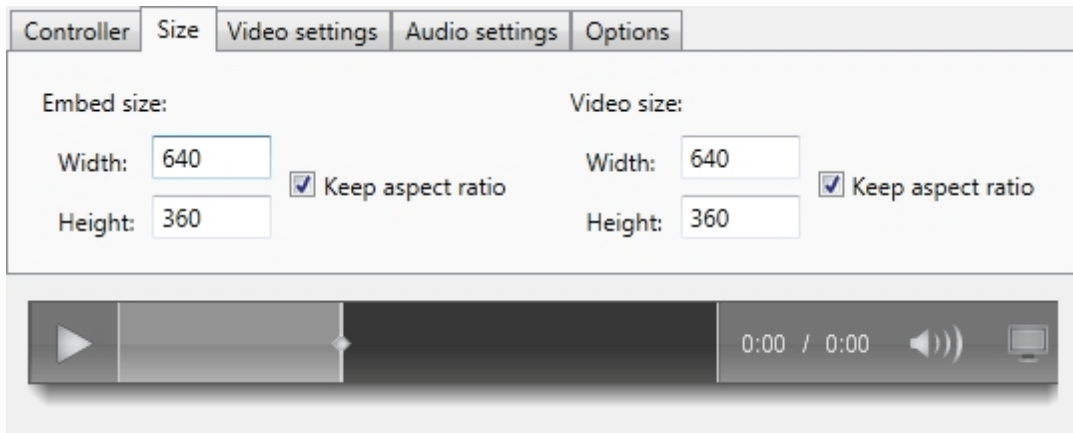 Controller Size Video settings Audio settings Options
Embed size: Video size:
Width: 640 Width: 640
Keep aspect ratio Keep aspect ratio
Height: 360 Height: 360
0:00 / 0:00